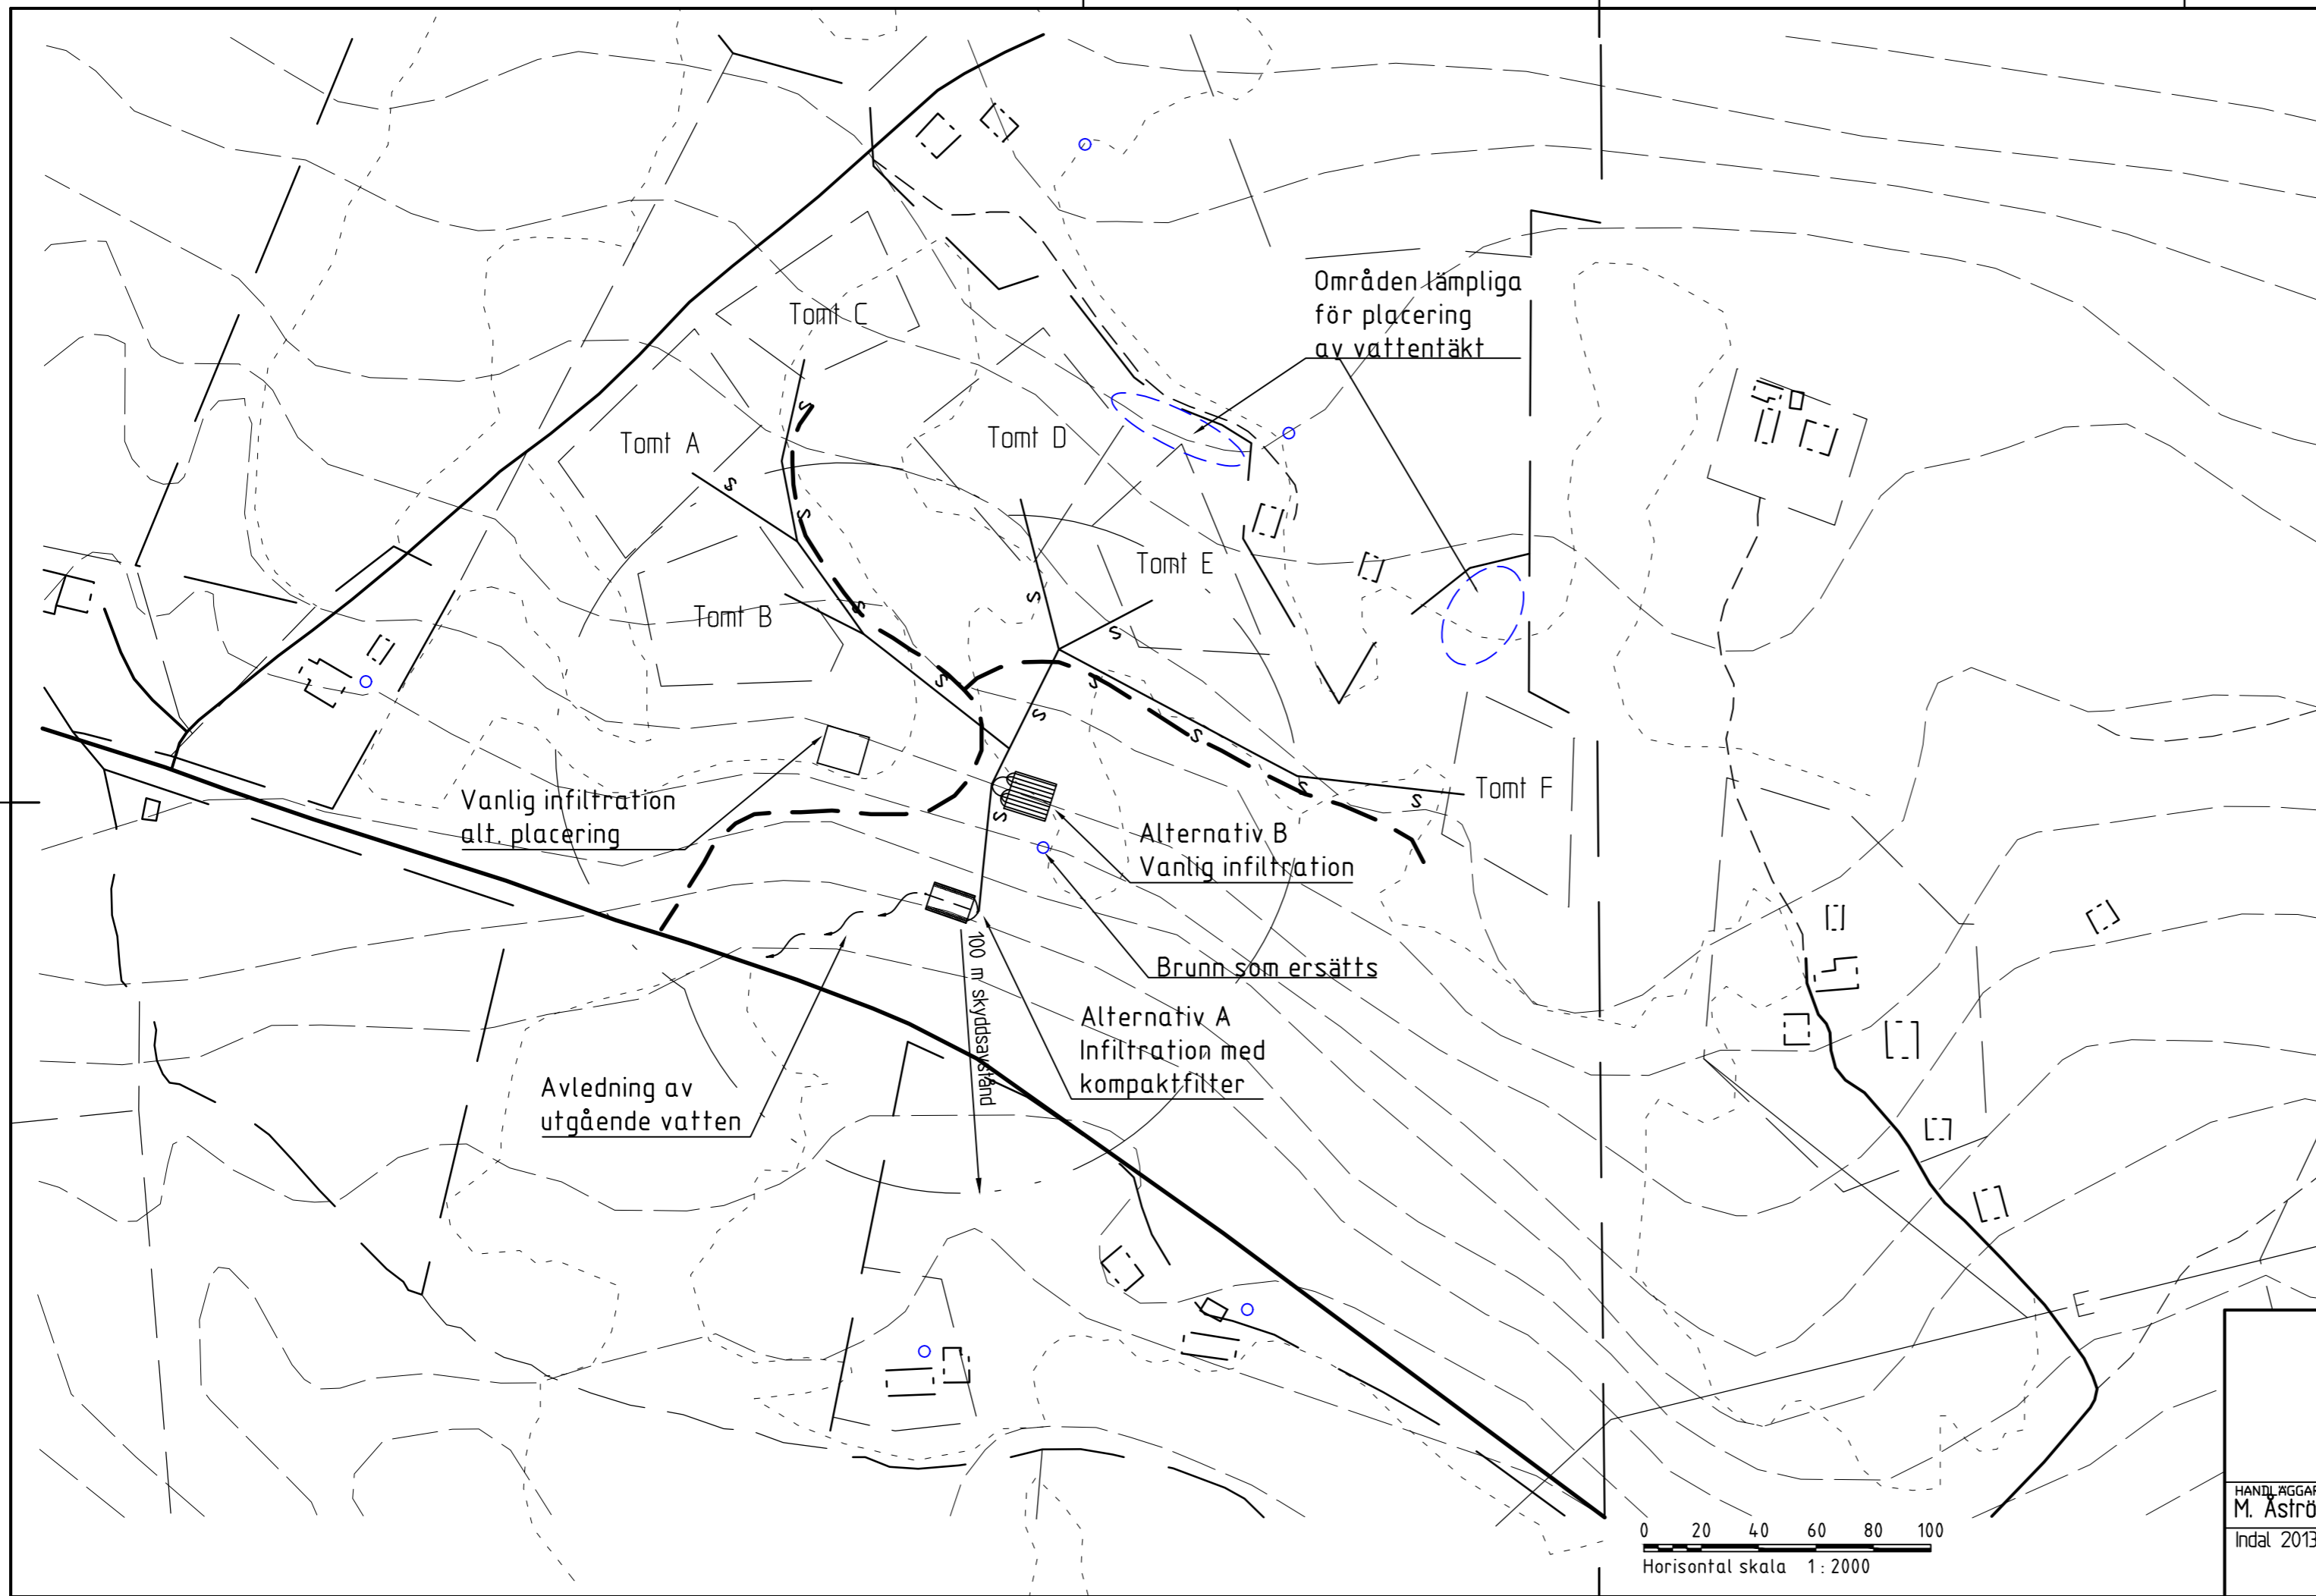 Områden lämpliga
för placering
av vattentäkt
Tomt C
Tomt A
Tomt D
Tomt E
Tomt B
Tomt F
Vanlig infiltration
alt. placering
Alternativ B
Vanlig infiltration
Brunn som ersätts
100 m skyddsavstånd
Alternativ A
Infiltration med
kompaktfilter
Avledning av
utgående vatten
S
S
S
S
S
S
S
S
S
S
S
S
S
0 20 40 60 80 100
Horisontal skala 1:2000
M. Åströ
Indal 2013